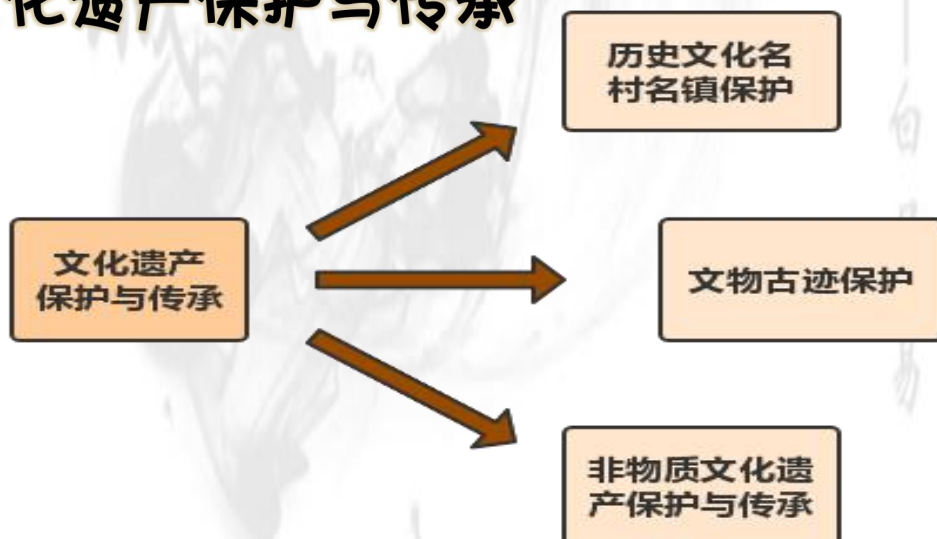 化遗产保护与传承
历史文化名
村名镇保护
文化遗产
保护与传承
文物古迹保护
非物质文化遗
产保护与传承